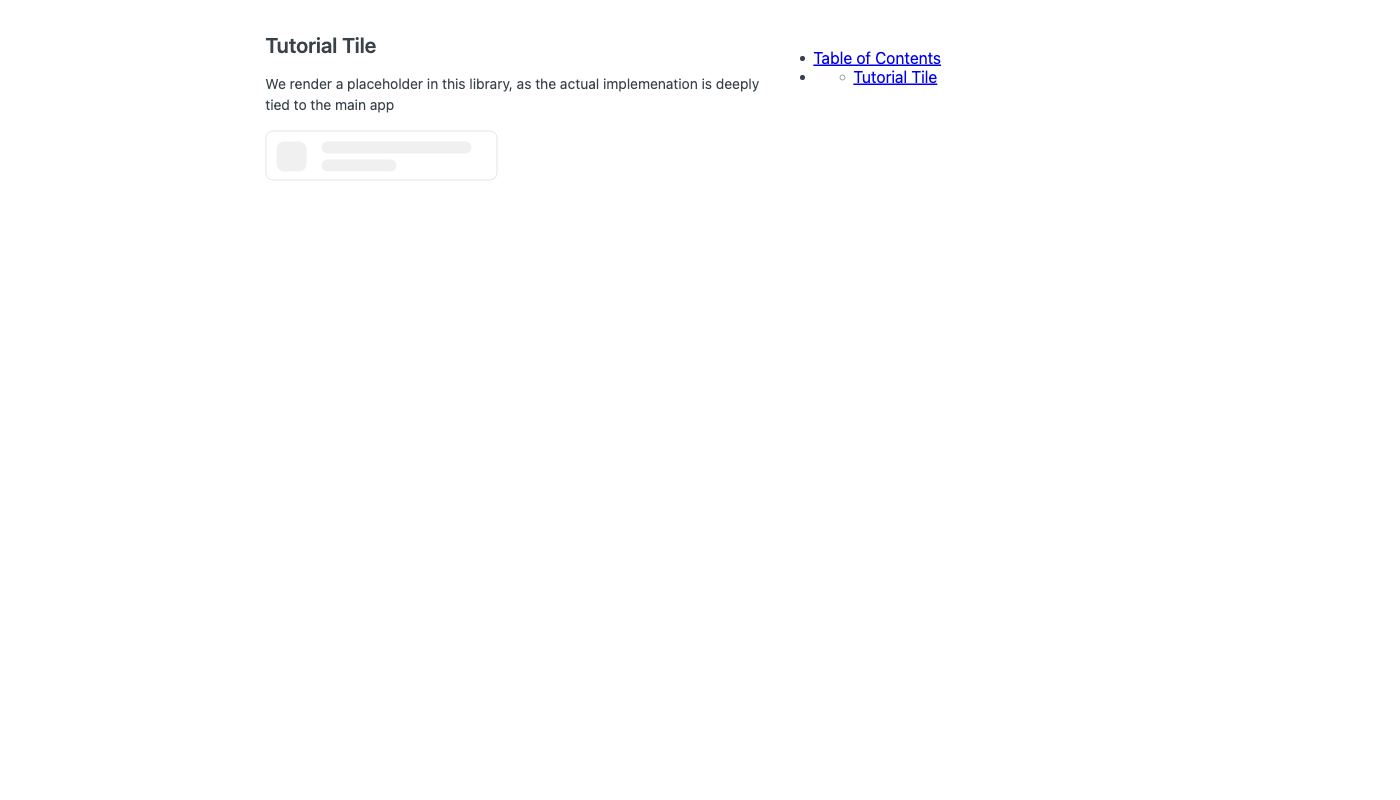 Tutorial Tile
We render a placeholder in this library, as the actual implemenation is deeply
tied to the main app
Table of Contents
Tutorial Tile